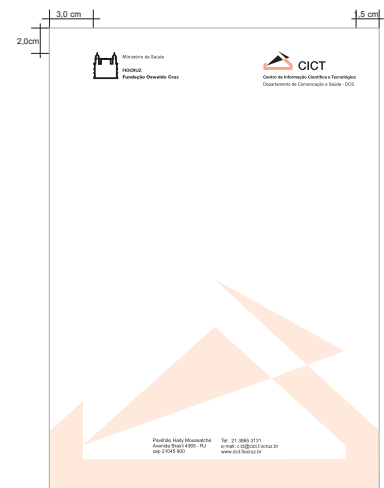 3,0 cm
1,5 cm
2,0cm
Ministério da Saúde
FIOCRUZ
Fundação Oswaldo Cruz
CICT
Centro de Informação Científica e Tecnológica
Departamento de Comunicação e Saúde - DCS
Pavilhão Haity Moussatché
Avenida Brasil 4365 - RJ
cep 21045 900
Tel: 21 3865 3131
e-mail: cict@cict.fiocruz.br
www.cict.fiocruz.br